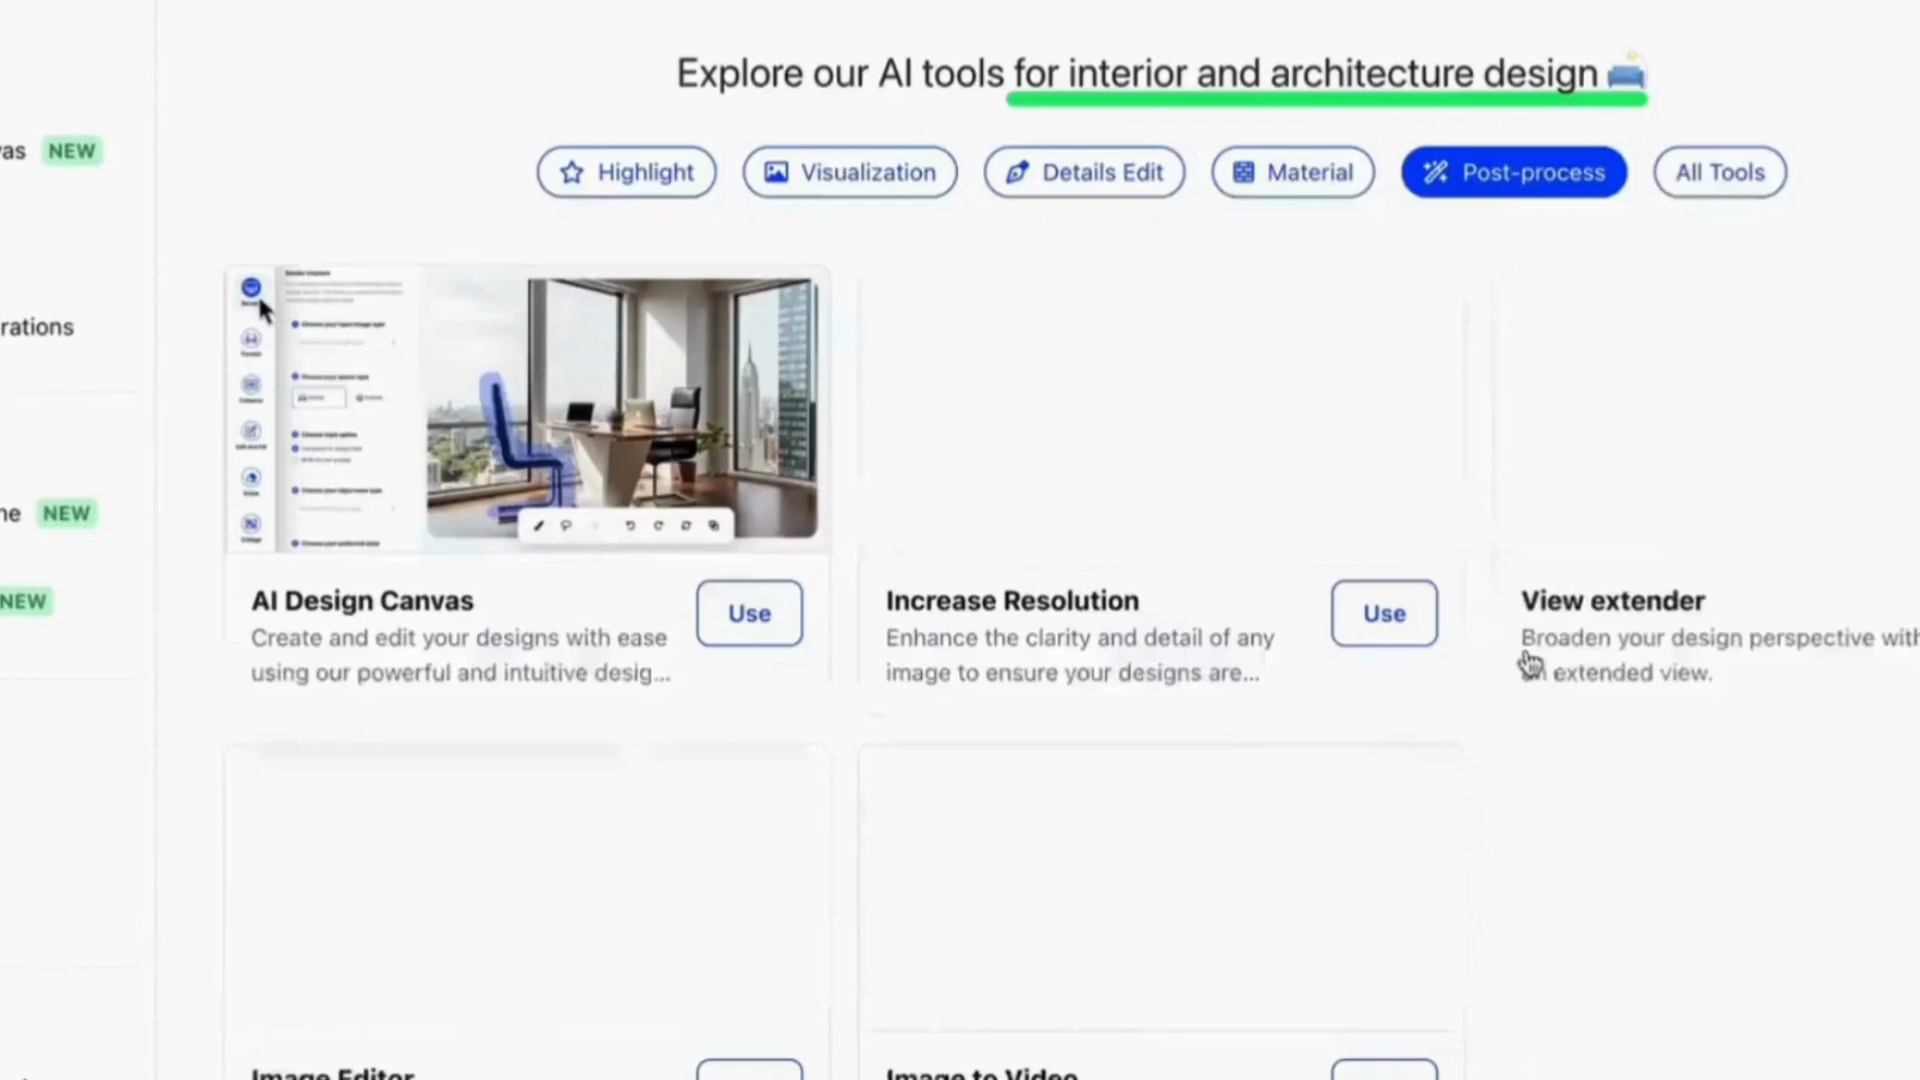 Explore our AI tools for interior and architecture design
NEW
Highlight
Visualization
Details Edit
Material
Post-process
All Tools
rations
NEW
NEW
AI Design Canvas
Use
Create and edit your designs with ease
using our powerful and intuitive desig...
Increase Resolution
Use
Enhance the clarity and detail of any
image to ensure your designs are...
View extender
Broaden your design perspective with
extended view.
Image Editor
Image to Video